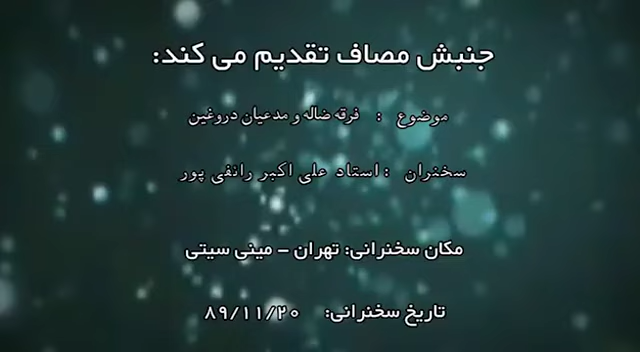 جنبش مصاف تقدیم می کند:
موضوع : فرقه ضاله و مدعیان دروغین
سخنران : استاد علی اکبر رائفی پور
مکان سخنرانی: تهران - مینی سیتی
تاریخ سخنرانی: ۸۹/۱۱/۲۰